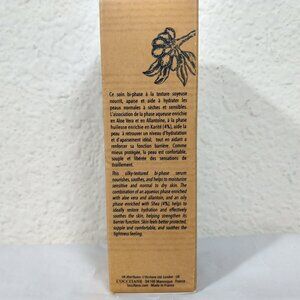 Ce soin bi-phase à la texture soyeuse
nourrit, apaise et aide à hydrater les
peaux normales à sèches et sensibles.
L'association de la phase aqueuse enrichie
en Aloe Vera et en Allantoïne, à la phase
huileuse enrichie en Karité (4%), aide la
peau à retrouver un niveau d'hydratation
et d'apaisement idéal, tout en aidant à
renforcer sa fonction barrière. Comme
mieux protégée, la peau est confortable,
souple et libérée des sensations de
tiraillement.
This silky-textured bi-phase serum
nourishes, soothes, and helps to moisturize
sensitive and normal to dry skin. The
combination of an aqueous phase enriched
with aloe vera and allantoin, and an oily
phase enriched with Shea (4%), helps to
ideally restore hydration and effectively
soothes the skin, helping strengthen its
barrier function. Skin feels better protected,
supple and comfortable, and soothes the
tightness feeling.
L'OCCITANE 04100 Manosque France
Made in France